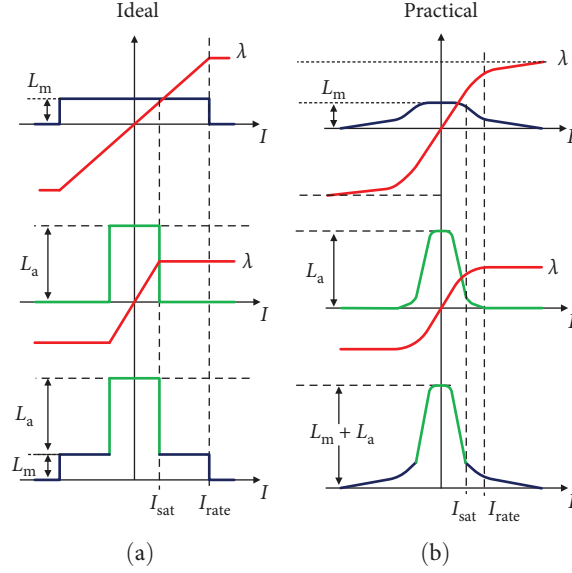 Ideal
Practical
λ
L_m
I
λ
L_m
I
λ
L_a
I
λ
L_a
I
L_a
L_m
I
I_sat
I_rate
L_m + L_a
I_sat
I_rate
(a)
(b)